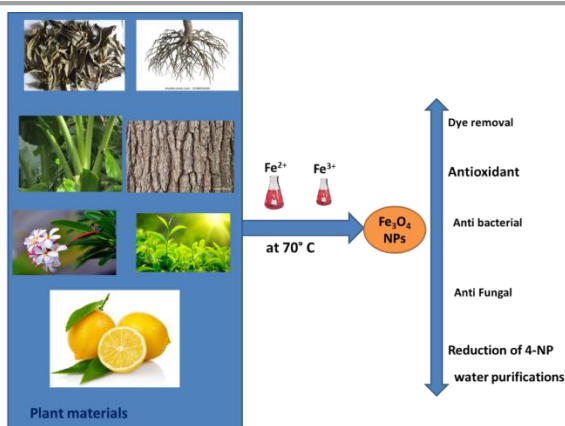 Plant materials
Fe²⁺ Fe³⁺
at 70° C
Fe₃O₄
NPs
Dye removal
Antioxidant
Anti bacterial
Anti Fungal
Reduction of 4-NP
water purifications